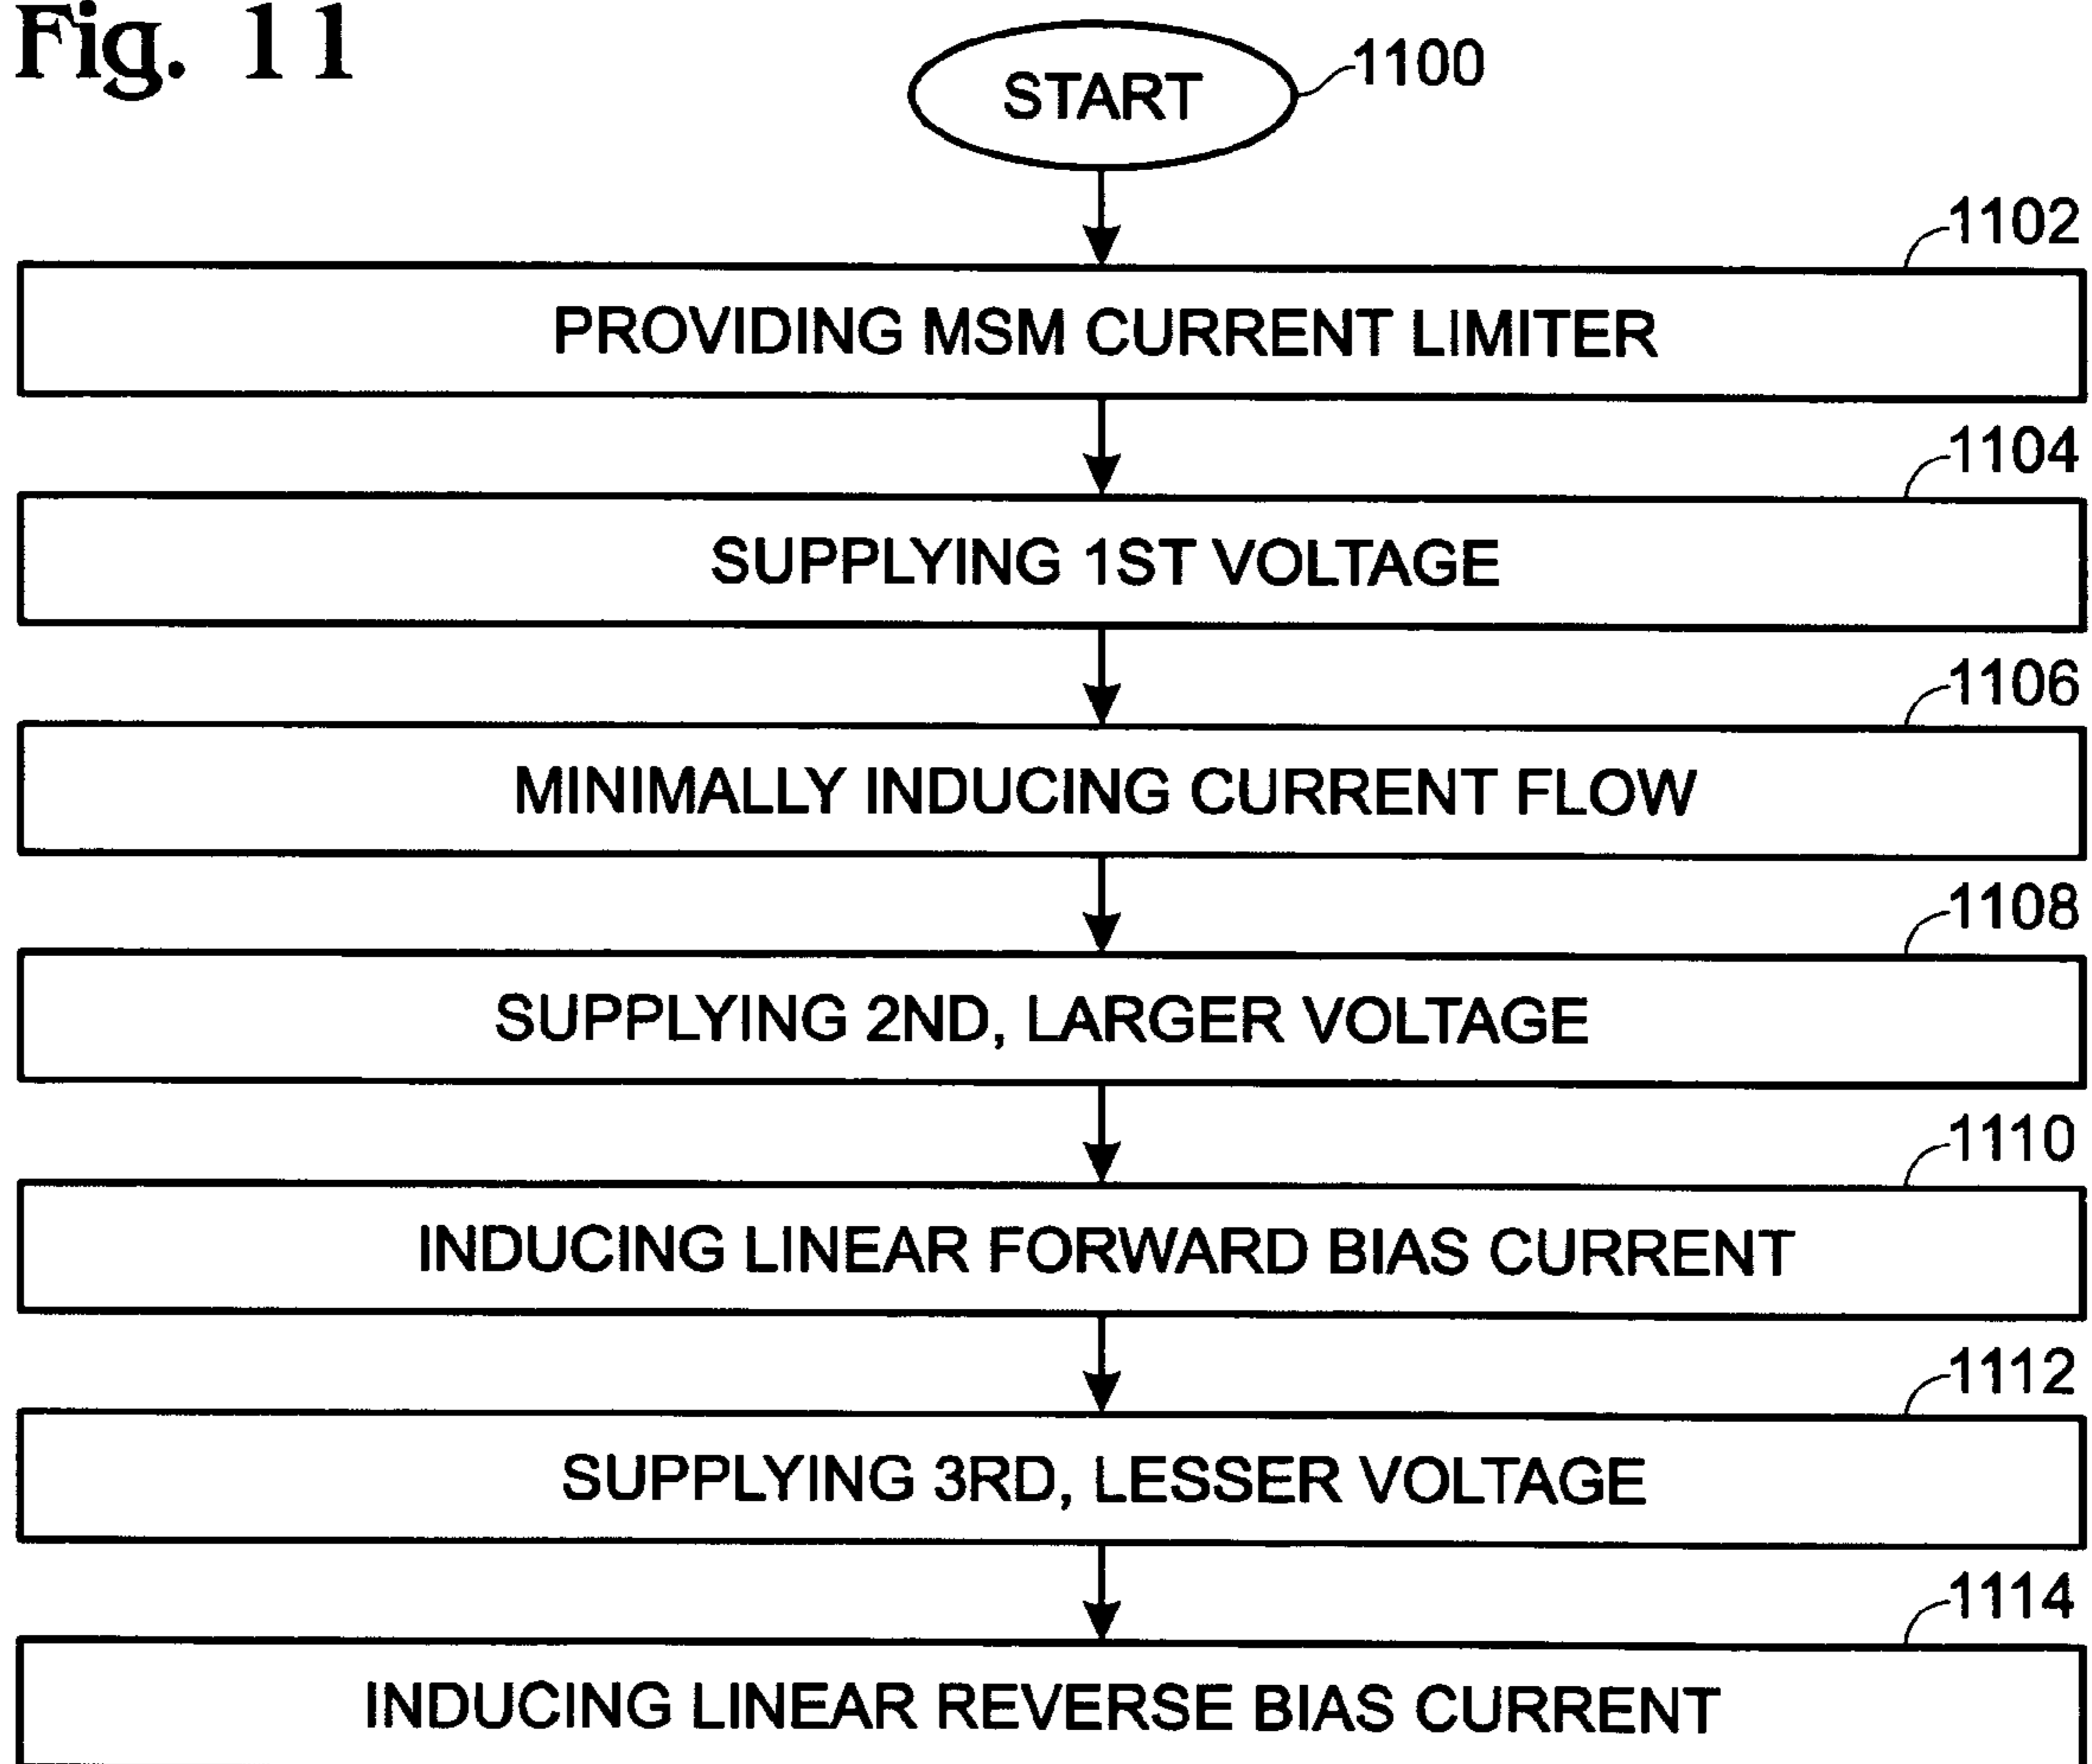 Fig. 11
START
1100
1102
PROVIDING MSM CURRENT LIMITER
1104
SUPPLYING 1ST VOLTAGE
1106
MINIMALLY INDUCING CURRENT FLOW
1108
SUPPLYING 2ND, LARGER VOLTAGE
1110
INDUCING LINEAR FORWARD BIAS CURRENT
1112
SUPPLYING 3RD, LESSER VOLTAGE
1114
INDUCING LINEAR REVERSE BIAS CURRENT